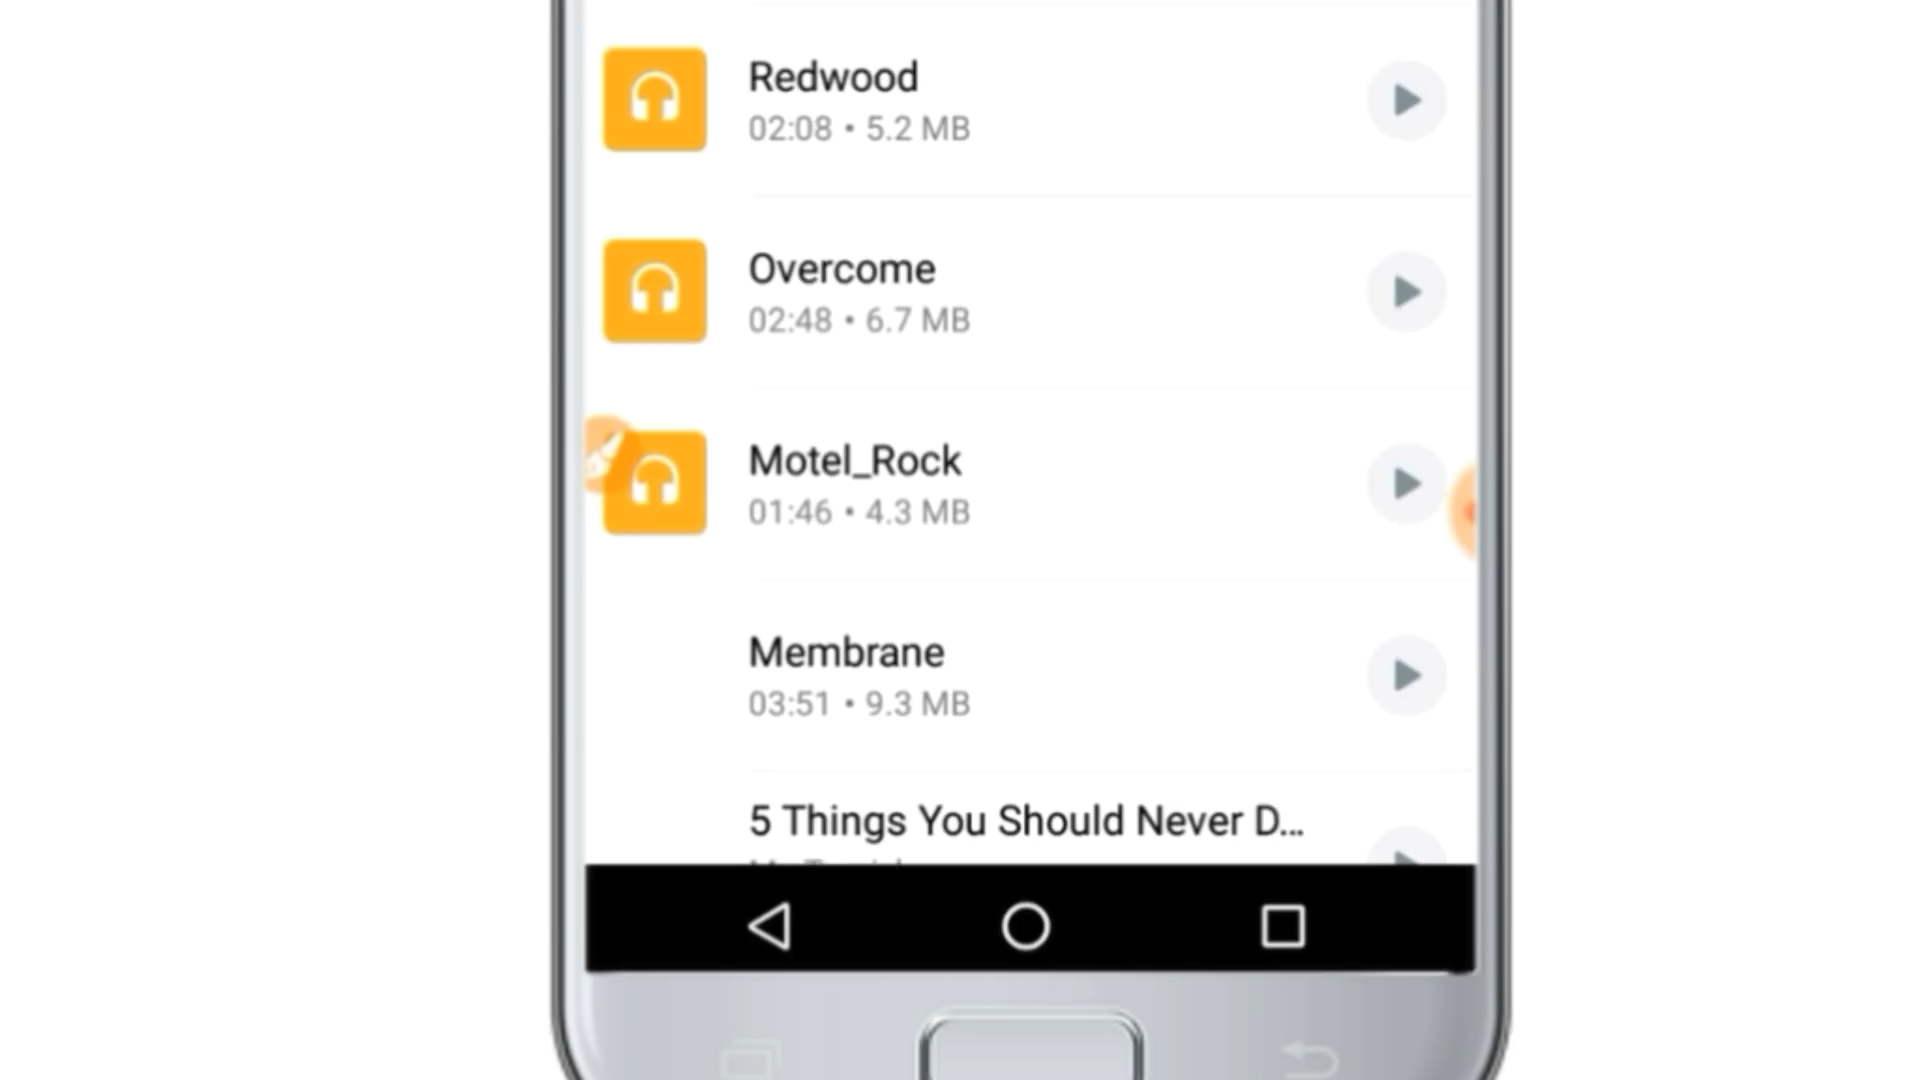 Redwood
02:08 • 5.2 MB
Overcome
02:48 • 6.7 MB
Motel_Rock
01:46 • 4.3 MB
Membrane
03:51 • 9.3 MB
5 Things You Should Never D...